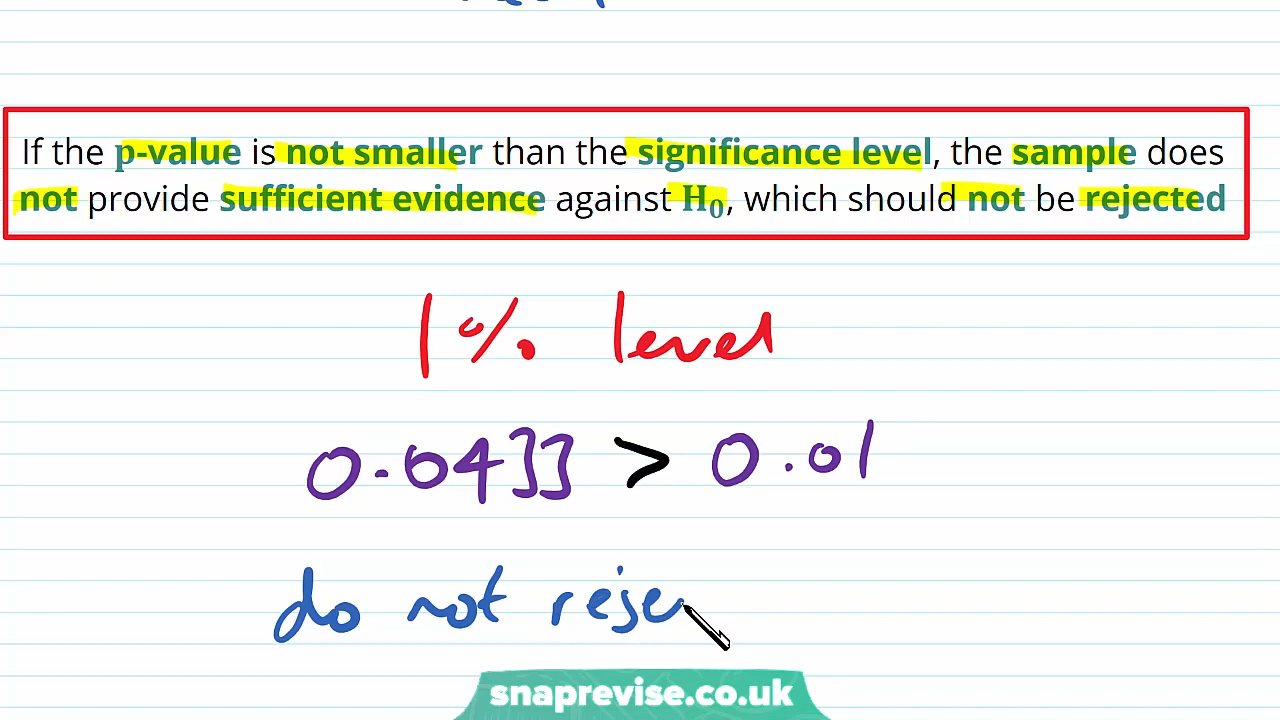 If the p-value is not smaller than the significance level, the sample does
not provide sufficient evidence against H₀, which should not be rejected
1% level
0.0433 > 0.01
do not reje
snaprevise.co.uk